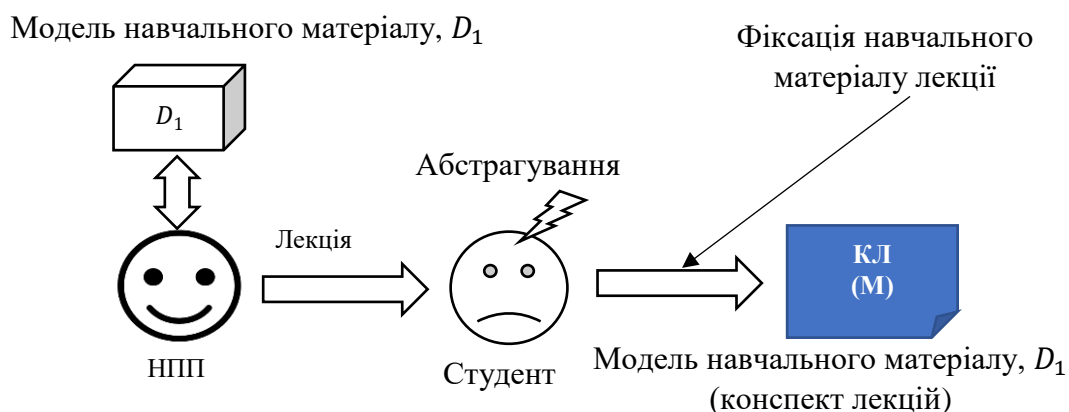 Модель навчального матеріалу, D₁
Фіксація навчального
матеріалу лекції
D₁
Абстрагування
Лекція
КЛ
(М)
НПП
Студент
Модель навчального матеріалу, D₁
(конспект лекцій)